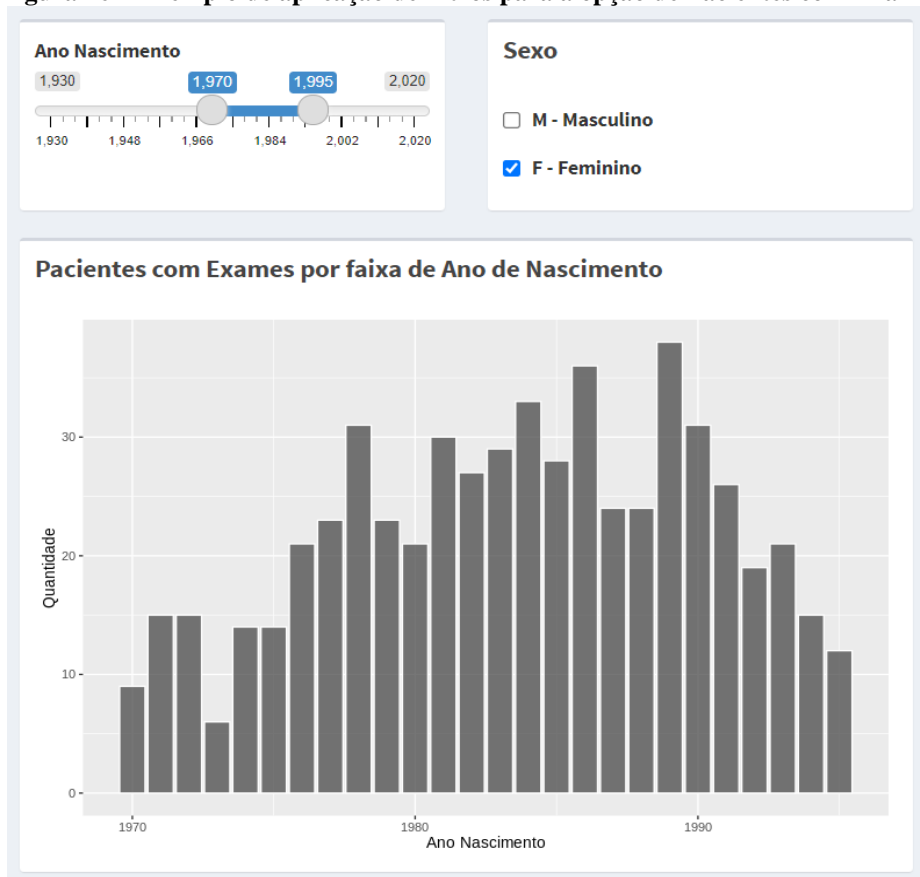 Ano Nascimento
1,930 1,970 1,995 2,020
1,930 1,948 1,966 1,984 2,002 2,020
Sexo
M - Masculino
F - Feminino
Pacientes com Exames por faixa de Ano de Nascimento
Quantidade
30
20
10
0
1970 1980 1990
Ano Nascimento